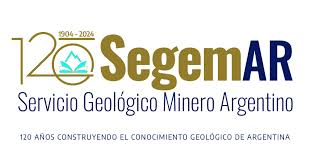 1904 - 2024
120 SegemAR
Servicio Geológico Minero Argentino
120 AÑOS CONSTRUYENDO EL CONOCIMIENTO GEOLÓGICO DE ARGENTINA